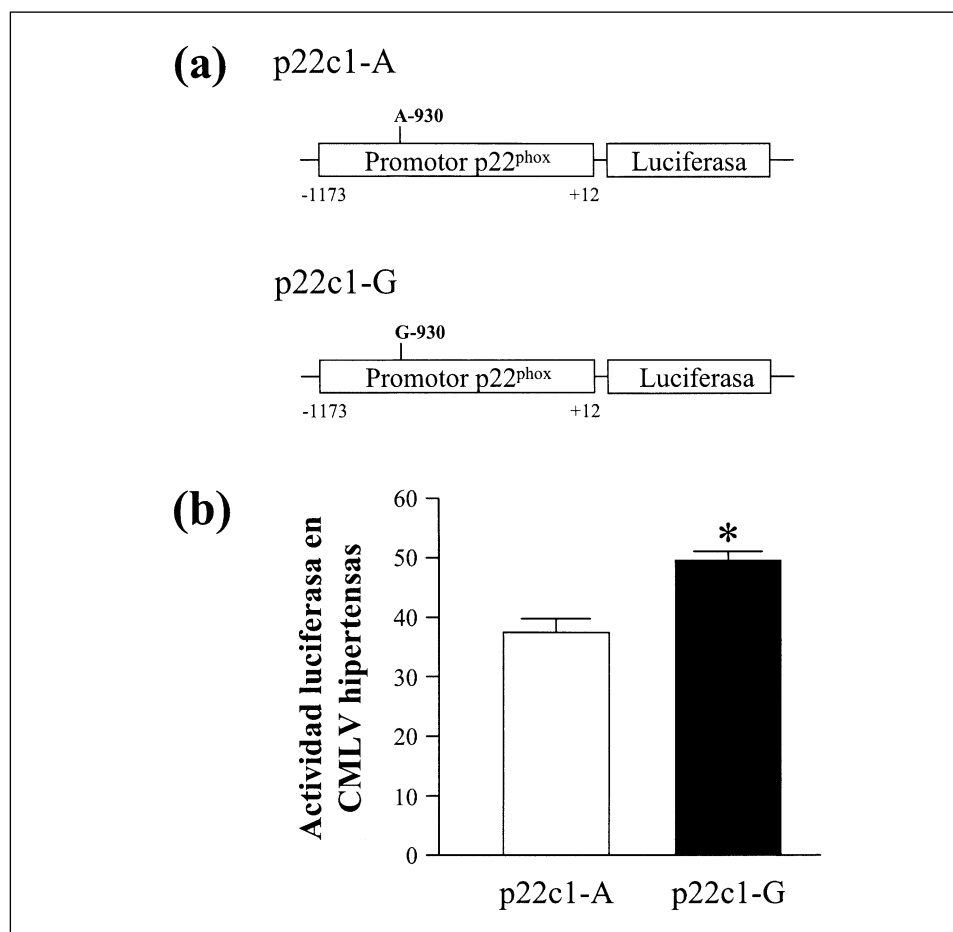 (a) p22c1-A
A-930
Promotor p22phox Luciferasa
-1173 +12
p22c1-G
G-930
Promotor p22phox Luciferasa
-1173 +12
(b)
Actividad luciferasa en
CMLV hipertensas
60
50
40
30
20
10
0
*
p22c1-A p22c1-G